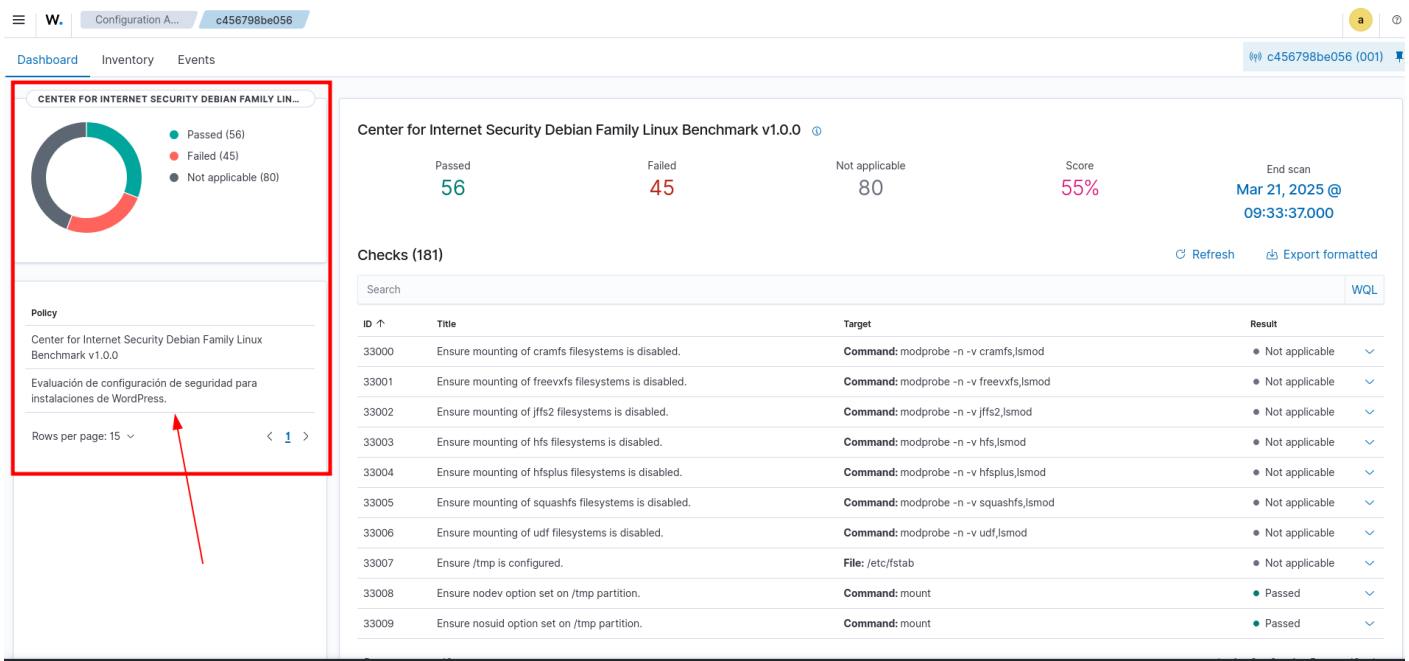 W.
Configuration A...
c456798be056
a
Dashboard
Inventory
Events
c456798be056 (001)
CENTER FOR INTERNET SECURITY DEBIAN FAMILY LIN...
Passed (56)
Failed (45)
Not applicable (80)
Policy
Center for Internet Security Debian Family Linux
Benchmark v1.0.0
Evaluación de configuración de seguridad para
instalaciones de WordPress.
Rows per page: 15
1
Center for Internet Security Debian Family Linux Benchmark v1.0.0
Passed
56
Failed
45
Not applicable
80
Score
55%
End scan
Mar 21, 2025 @
09:33:37.000
Checks (181)
Refresh
Export formatted
Search
WQL
ID Title Target Result
33000 Ensure mounting of cramfs filesystems is disabled. Command: modprobe -n -v cramfs,lsmod Not applicable
33001 Ensure mounting of freevxfs filesystems is disabled. Command: modprobe -n -v freevxfs,lsmod Not applicable
33002 Ensure mounting of jffs2 filesystems is disabled. Command: modprobe -n -v jffs2,lsmod Not applicable
33003 Ensure mounting of hfs filesystems is disabled. Command: modprobe -n -v hfs,lsmod Not applicable
33004 Ensure mounting of hfsplus filesystems is disabled. Command: modprobe -n -v hfsplus,lsmod Not applicable
33005 Ensure mounting of squashfs filesystems is disabled. Command: modprobe -n -v squashfs,lsmod Not applicable
33006 Ensure mounting of udf filesystems is disabled. Command: modprobe -n -v udf,lsmod Not applicable
33007 Ensure /tmp is configured. File: /etc/fstab Not applicable
33008 Ensure nodev option set on /tmp partition. Command: mount Passed
33009 Ensure nosuid option set on /tmp partition. Command: mount Passed